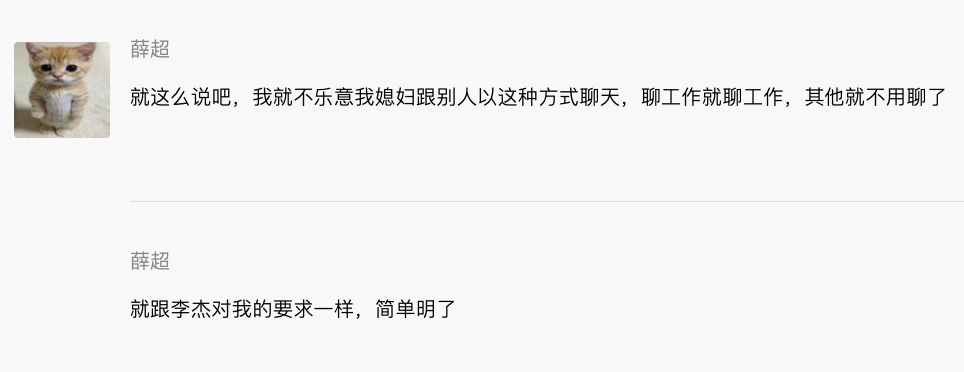 薛超
就这么说吧，我就不乐意我媳妇跟别人以这种方式聊天，聊工作就聊工作，其他就不用聊了
薛超
就跟李杰对我的要求一样，简单明了